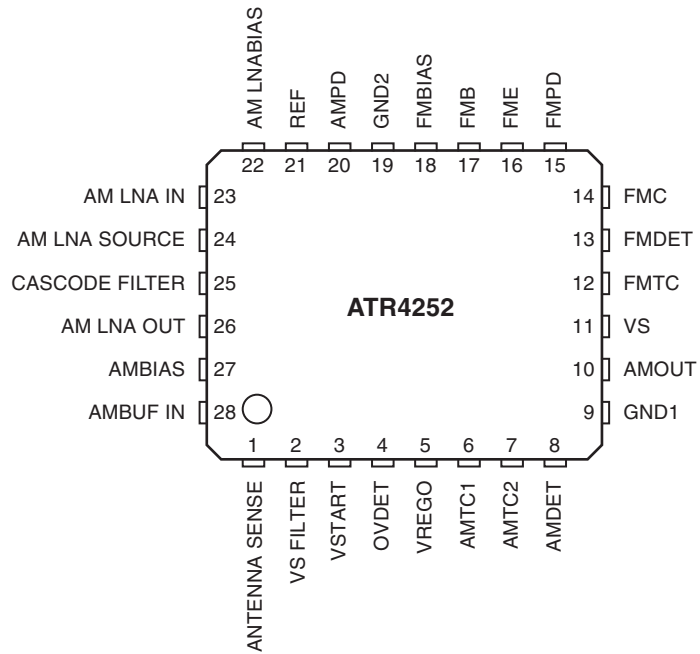 AM LNABIAS
REF
AMPD
GND2
FMBIAS
FMB
FME
FMPD
22 21 20 19 18 17 16 15
AM LNA IN 23
14 FMC
AM LNA SOURCE 24
13 FMDET
CASCODE FILTER 25
12 FMTC
ATR4252
AM LNA OUT 26
11 VS
AMBIAS 27
10 AMOUT
AMBUF IN 28
9 GND1
1 2 3 4 5 6 7 8
ANTENNA SENSE
VS FILTER
VSTART
OVDET
VREGO
AMTC1
AMTC2
AMDET